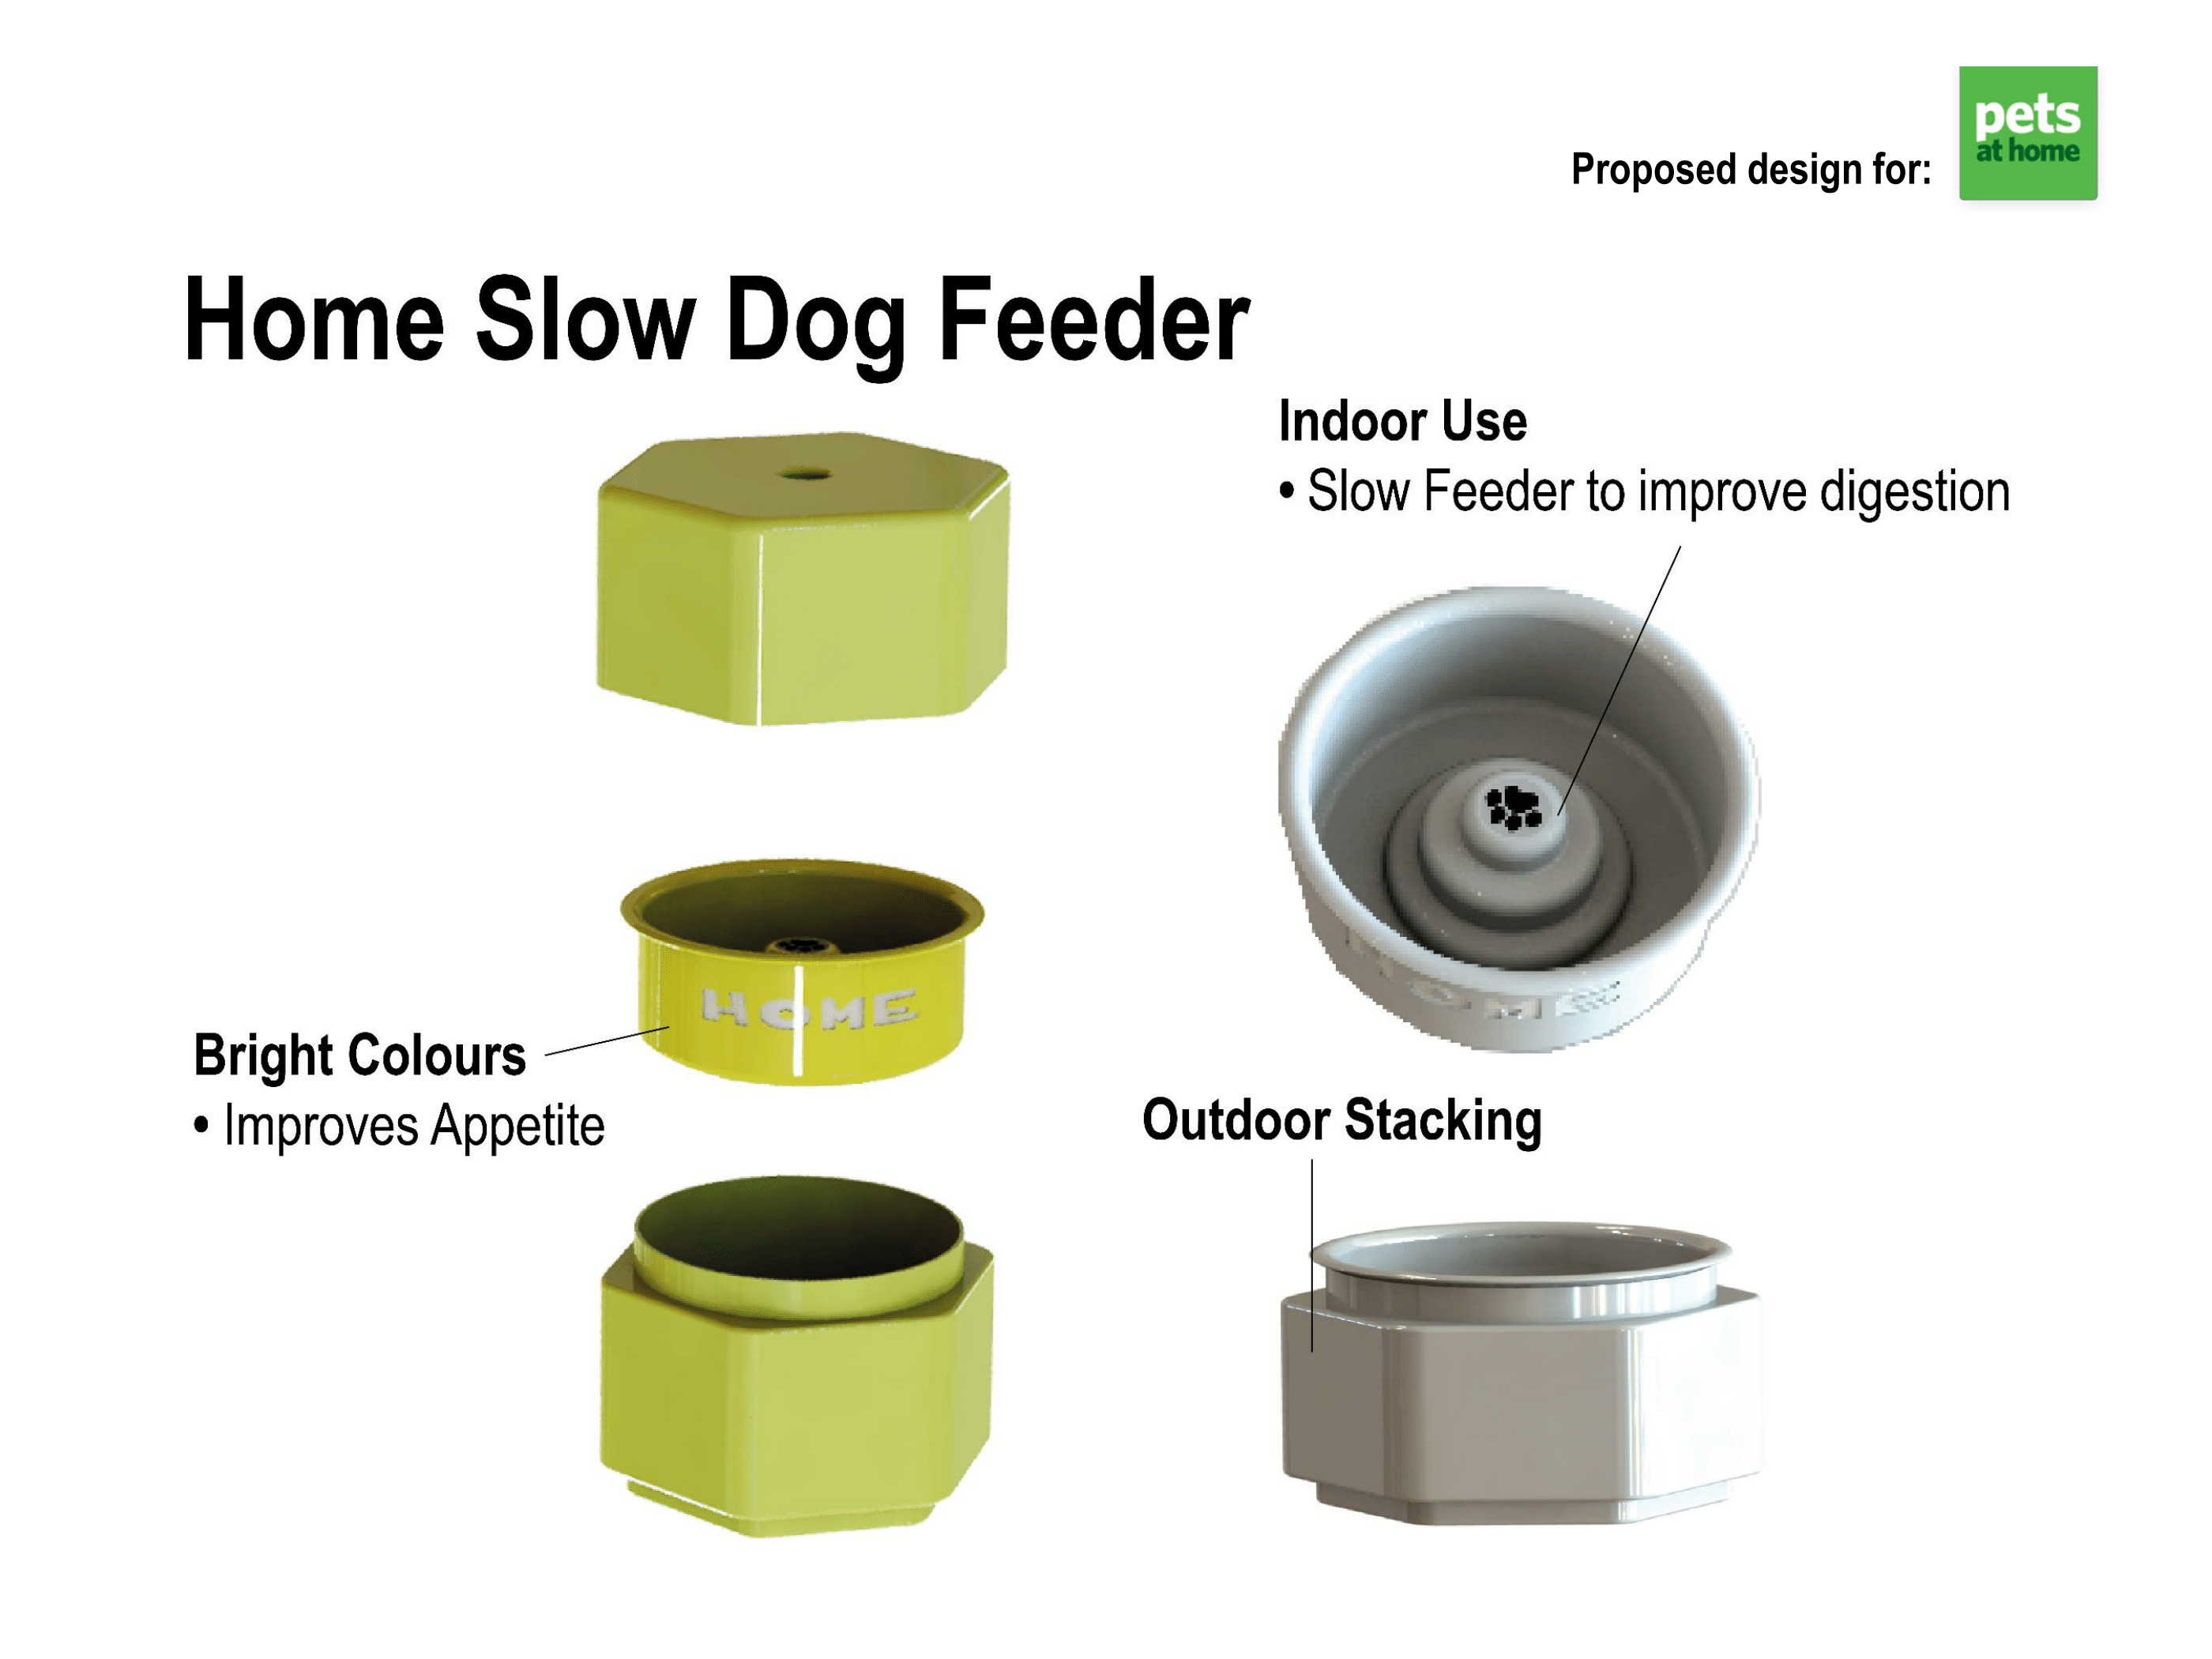 Proposed design for:
pets
at home
Home Slow Dog Feeder
Indoor Use
• Slow Feeder to improve digestion
HOME
HOME
Bright Colours
• Improves Appetite
Outdoor Stacking